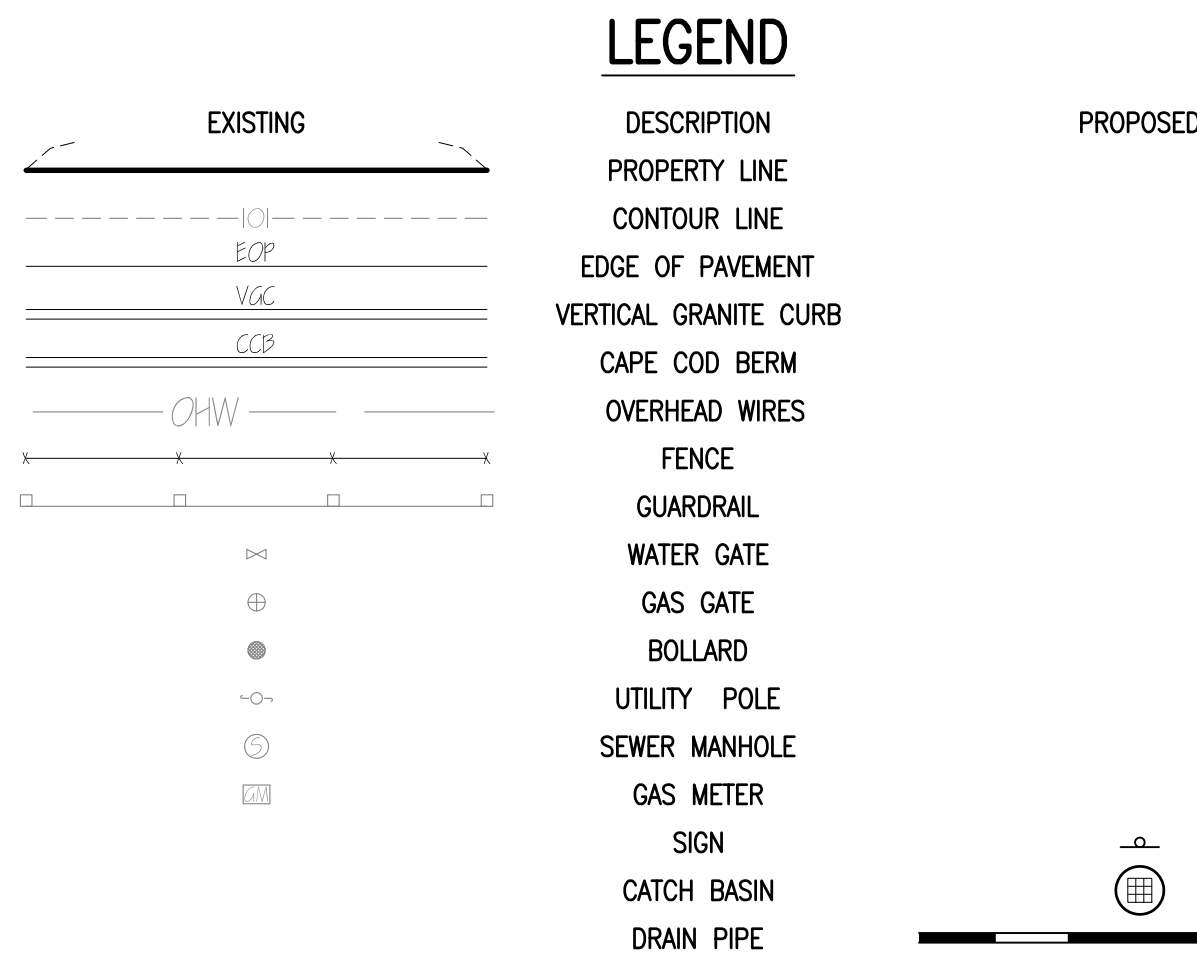 LEGEND
EXISTING DESCRIPTION PROPOSED
PROPERTY LINE
101 CONTOUR LINE
EOP EDGE OF PAVEMENT
VGC VERTICAL GRANITE CURB
CCB CAPE COD BERM
OHW OVERHEAD WIRES
FENCE
GUARDRAIL
WATER GATE
GAS GATE
BOLLARD
UTILITY POLE
S SEWER MANHOLE
GM GAS METER
SIGN
CATCH BASIN
DRAIN PIPE